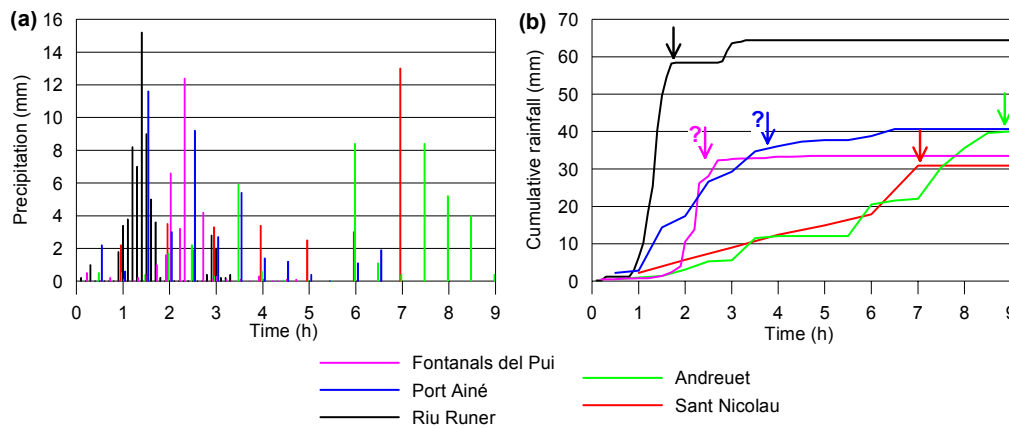 (a)
16
14
12
10
8
6
4
2
0
Precipitation (mm)
0 1 2 3 4 5 6 7 8 9
Time (h)
(b)
70
60
50
40
30
20
10
0
Cumulative rainfall (mm)
? ?
0 1 2 3 4 5 6 7 8 9
Time (h)
Fontanals del Pui
Port Ainé
Riu Runer
Andreuet
Sant Nicolau